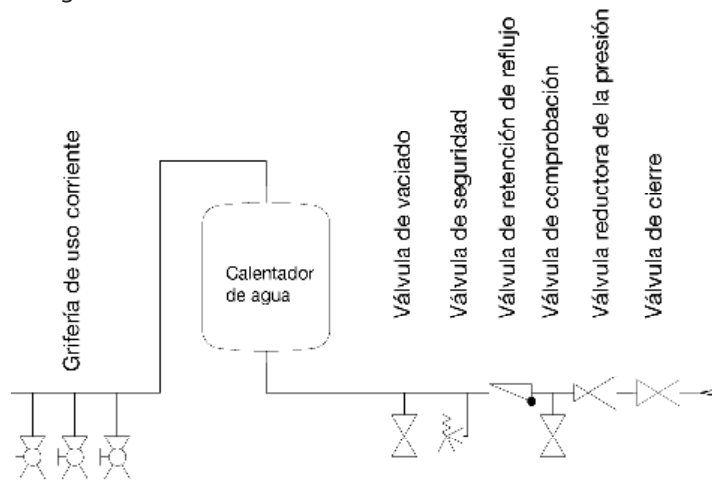 Grifería de uso corriente
Calentador
de agua
Válvula de vaciado
Válvula de seguridad
Válvula de retención de reflujo
Válvula de comprobación
Válvula reductora de la presión
Válvula de cierre